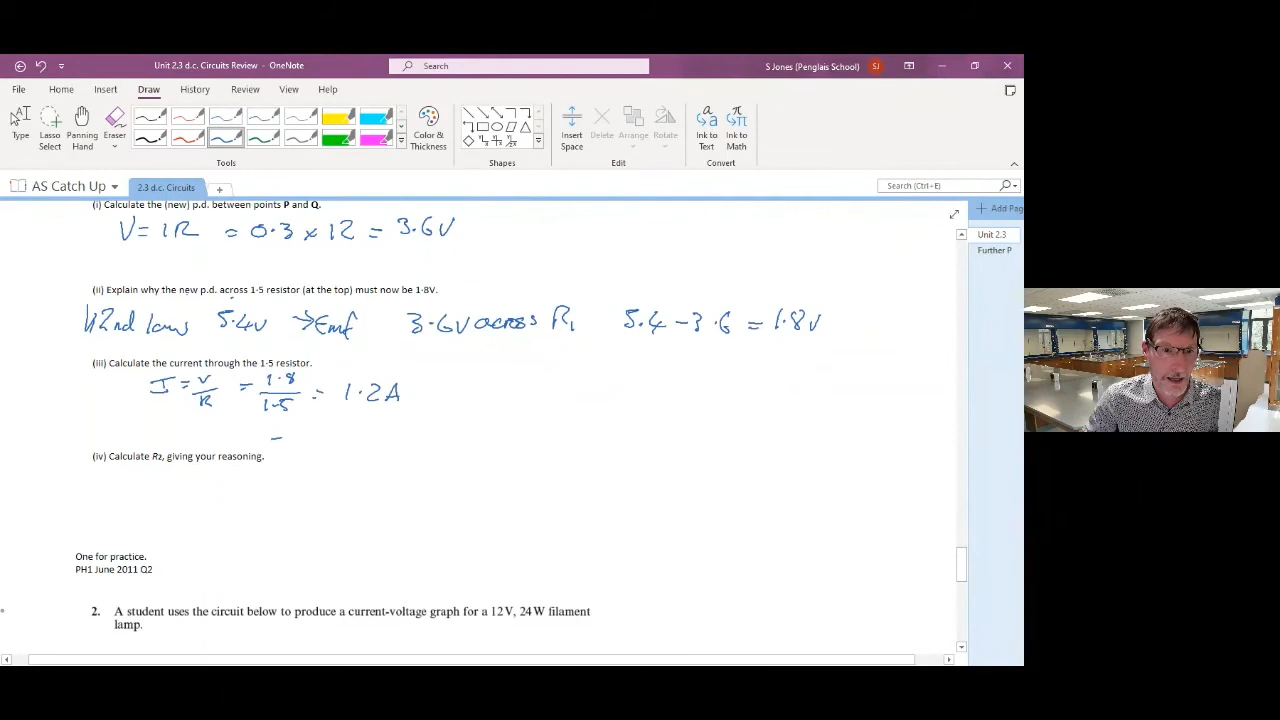 Unit 2.3 d.c. Circuits Review - OneNote
Search
S Jones (Penglais School)
SJ
File Home Insert Draw History Review View Help
Type
Lasso Select
Panning Hand
Eraser
Color & Thickness
Insert Space
Delete
Arrange
Rotate
Ink to Text
Ink to Math
Tools
Shapes
Edit
Convert
AS Catch Up
2.3 d.c. Circuits
Search (Ctrl+E)
Add Pag
Unit 2.3
Further P
(i) Calculate the (new) p.d. between points P and Q.
V = IR = 0.3 × 12 = 3.6V
(ii) Explain why the new p.d. across 1·5 resistor (at the top) must now be 1·8V.
2nd law 5.4V → Emf 3.6V across R1 5.4 - 3.6 = 1.8V
(iii) Calculate the current through the 1·5 resistor.
I = V/R = 1.8/1.5 = 1.2A
(iv) Calculate R2, giving your reasoning.
One for practice.
PH1 June 2011 Q2
2. A student uses the circuit below to produce a current-voltage graph for a 12V, 24W filament
lamp.